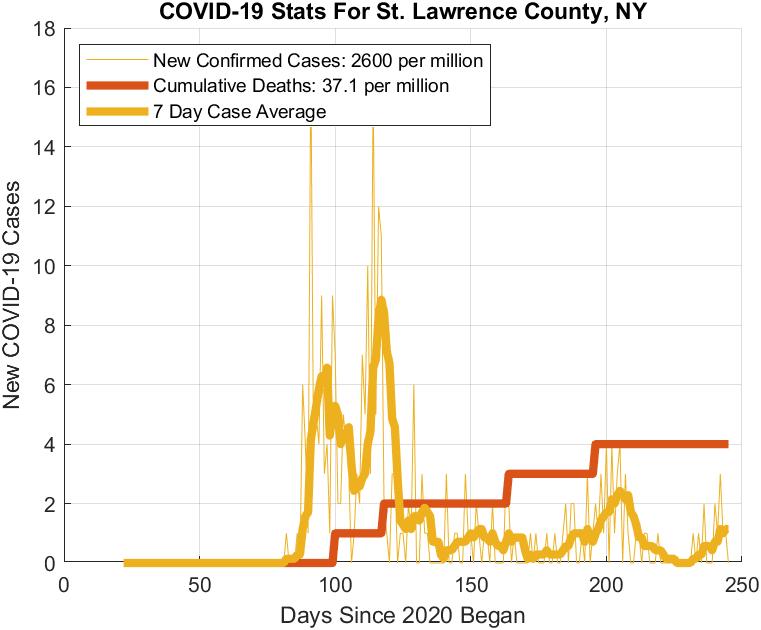 COVID-19 Stats For St. Lawrence County, NY
18
16
14
12
10
8
6
4
2
0
New COVID-19 Cases
New Confirmed Cases: 2600 per million
Cumulative Deaths: 37.1 per million
7 Day Case Average
0 50 100 150 200 250
Days Since 2020 Began